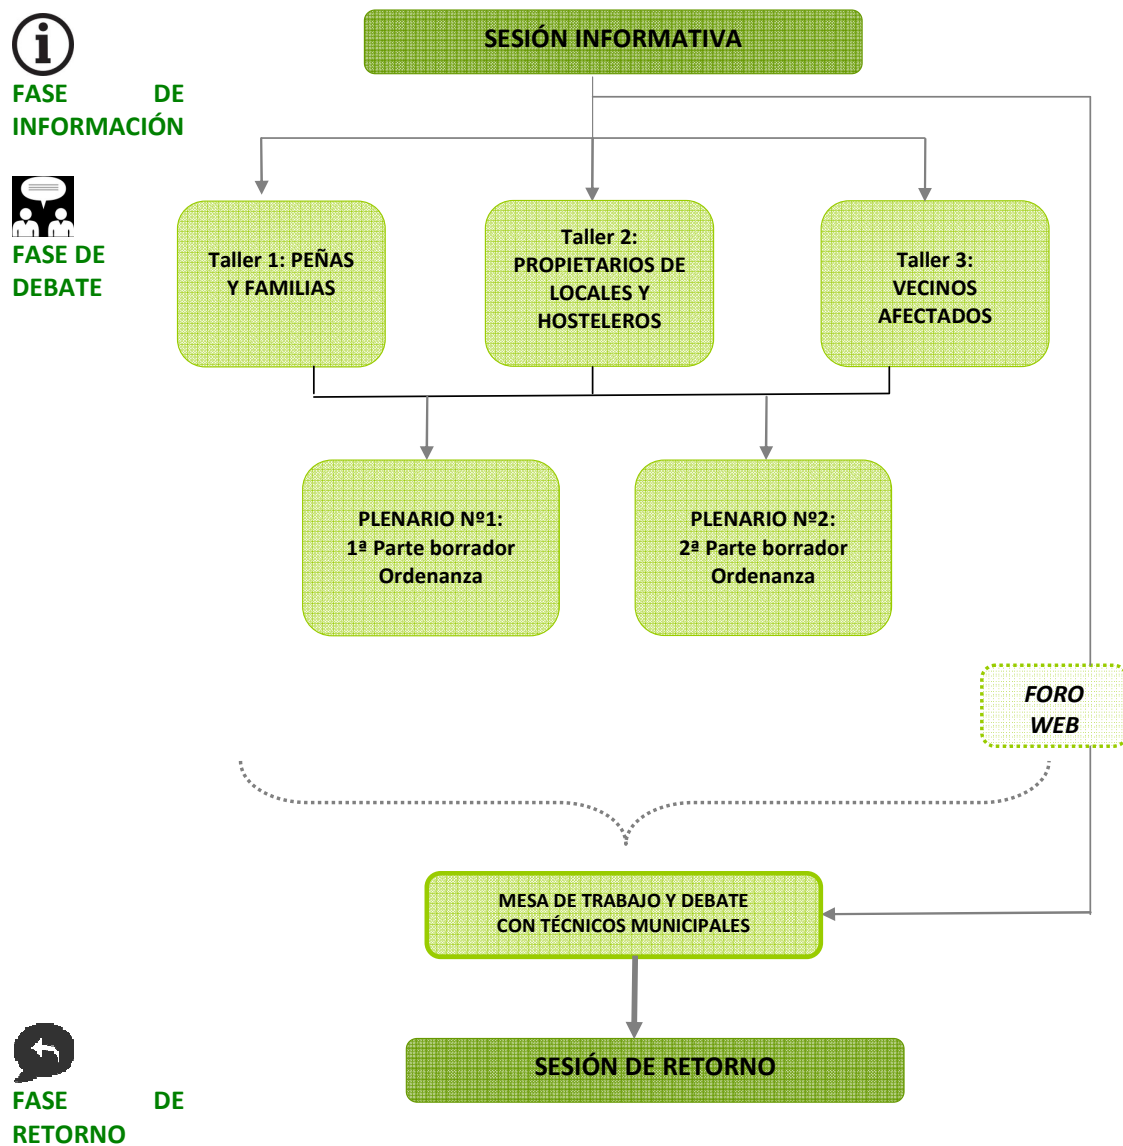 SESIÓN INFORMATIVA
FASE DE
INFORMACIÓN
FASE DE
DEBATE
Taller 1: PEÑAS
Y FAMILIAS
Taller 2:
PROPIETARIOS DE
LOCALES Y
HOSTELEROS
Taller 3:
VECINOS
AFECTADOS
PLENARIO Nº1:
1ª Parte borrador
Ordenanza
PLENARIO Nº2:
2ª Parte borrador
Ordenanza
FORO
WEB
MESA DE TRABAJO Y DEBATE
CON TÉCNICOS MUNICIPALES
SESIÓN DE RETORNO
FASE DE
RETORNO